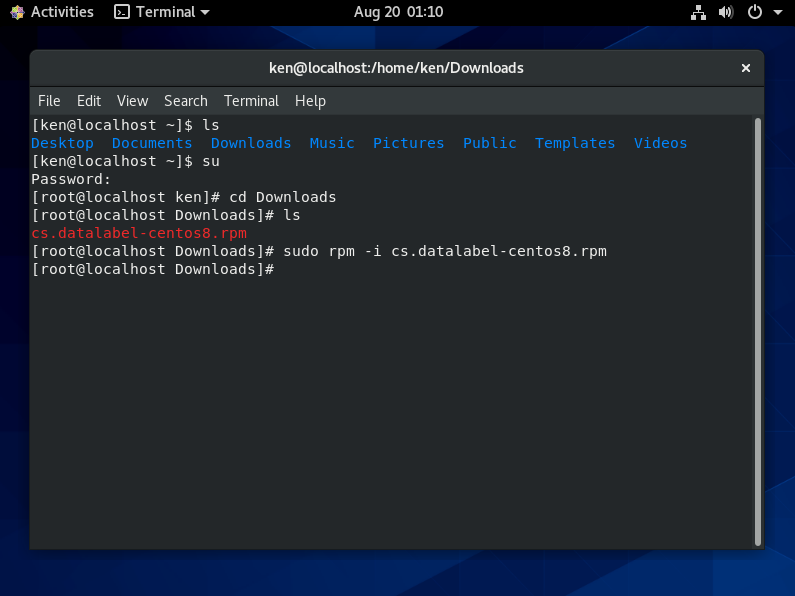 Activities Terminal Aug 20 01:10
ken@localhost:/home/ken/Downloads
File Edit View Search Terminal Help
[ken@localhost ~]$ ls
Desktop Documents Downloads Music Pictures Public Templates Videos
[ken@localhost ~]$ su
Password:
[root@localhost ken]# cd Downloads
[root@localhost Downloads]# ls
cs.datalabel-centos8.rpm
[root@localhost Downloads]# sudo rpm -i cs.datalabel-centos8.rpm
[root@localhost Downloads]#